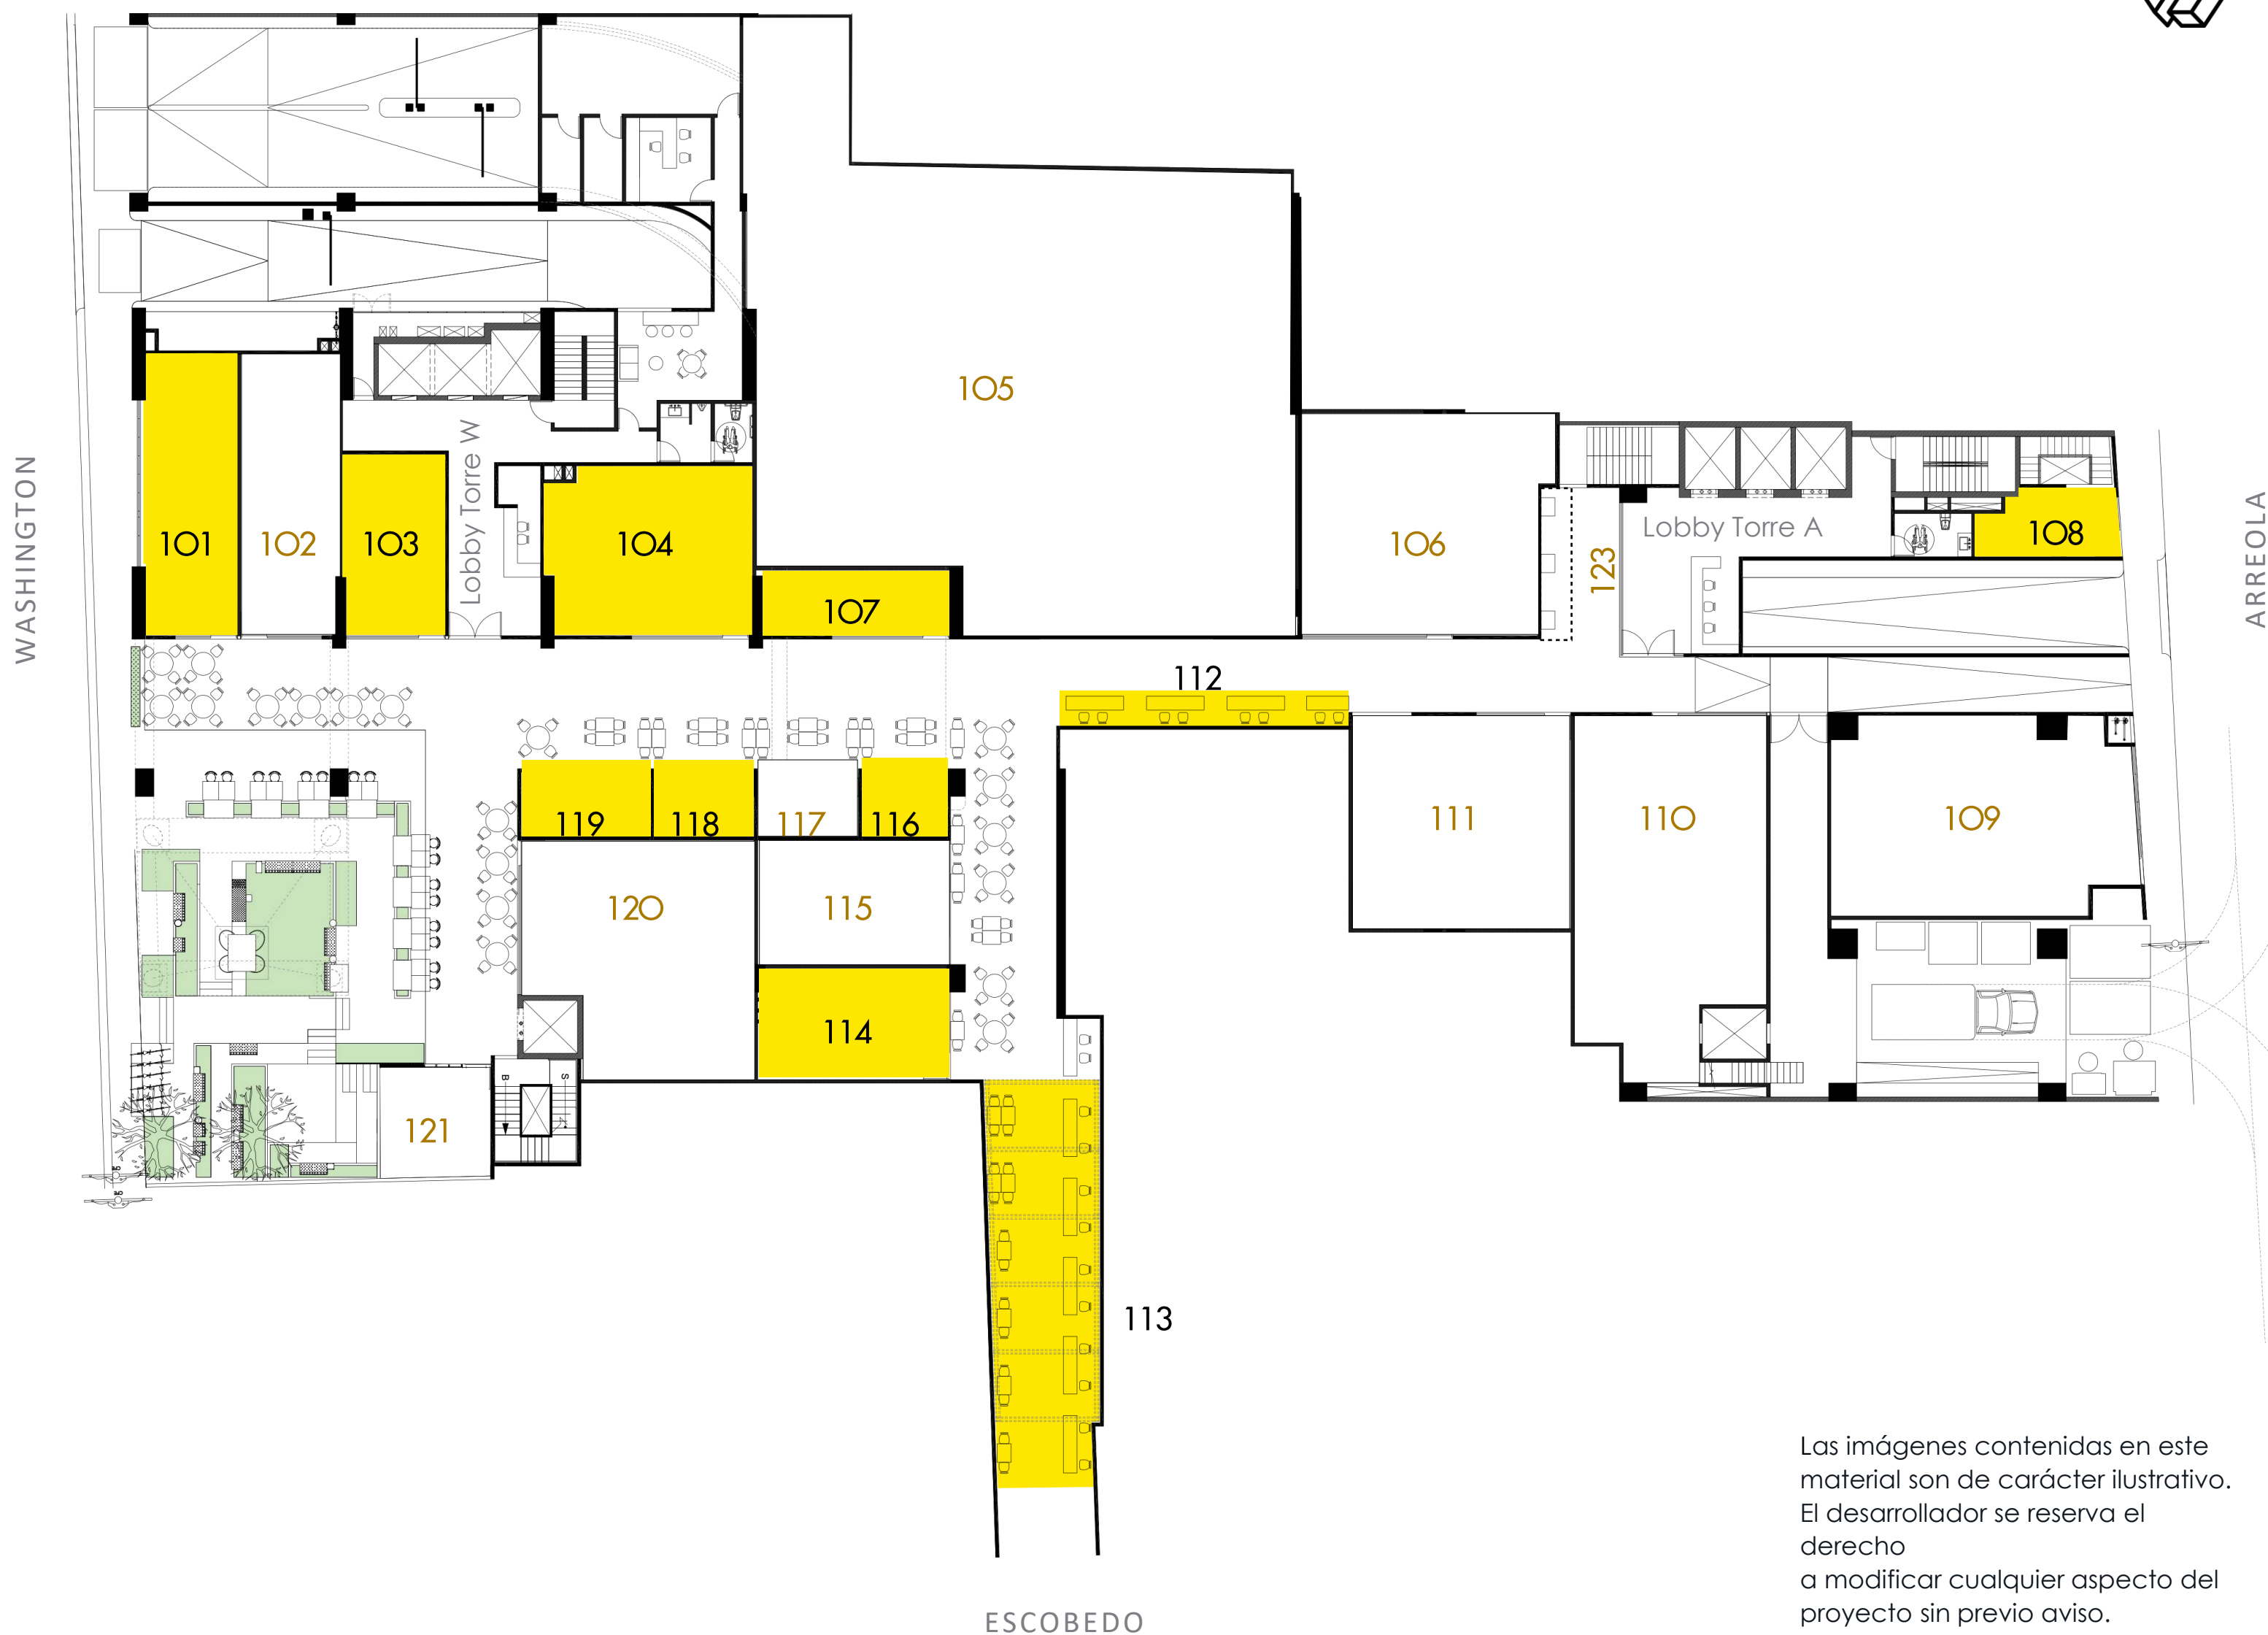 WASHINGTON
101
102
103
Lobby Torre W
104
105
107
106
123
Lobby Torre A
108
ARREOLA
112
119
118
117
116
111
110
109
120
115
114
121
B
S
113
Las imágenes contenidas en este
material son de carácter ilustrativo.
El desarrollador se reserva el
derecho
a modificar cualquier aspecto del
proyecto sin previo aviso.
ESCOBEDO